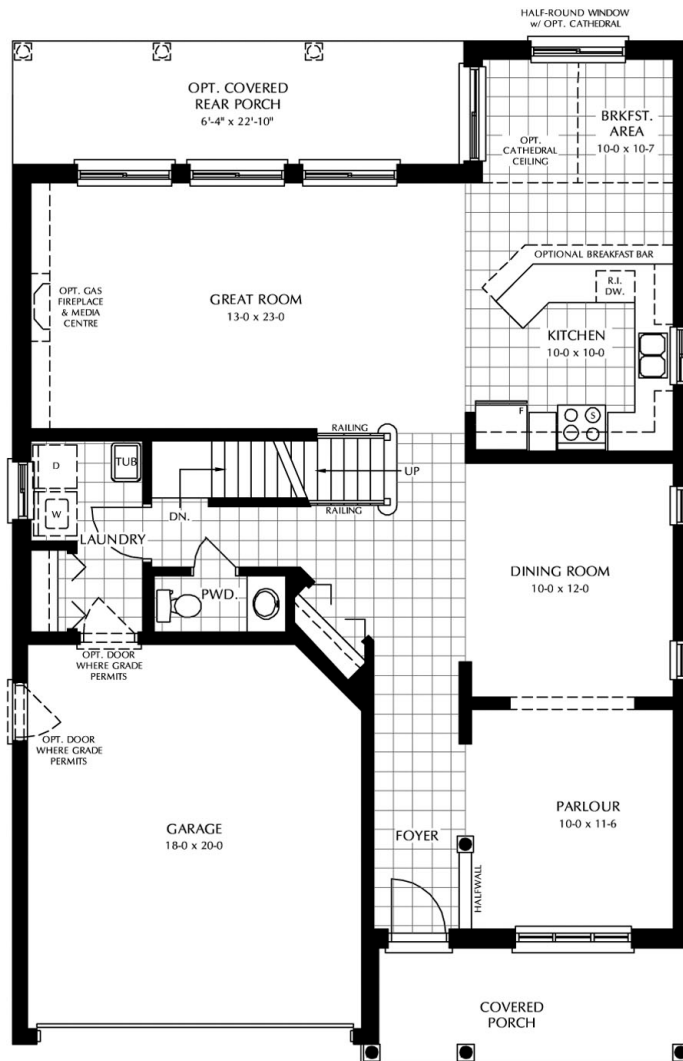 HALF-ROUND WINDOW
w/ OPT. CATHEDRAL
OPT. COVERED
REAR PORCH
6'-4" x 22'-10"
BRKFST.
AREA
10-0 x 10-7
OPT.
CATHEDRAL
CEILING
OPTIONAL BREAKFAST BAR
R.I.
DW.
OPT. GAS
FIREPLACE
& MEDIA
CENTRE
GREAT ROOM
13-0 x 23-0
KITCHEN
10-0 x 10-0
F
S
RAILING
D
TUB
UP
W
DN.
RAILING
LAUNDRY
DINING ROOM
10-0 x 12-0
PWD.
OPT. DOOR
WHERE GRADE
PERMITS
OPT. DOOR
WHERE GRADE
PERMITS
GARAGE
18-0 x 20-0
PARLOUR
10-0 x 11-6
FOYER
HALFWALL
COVERED
PORCH